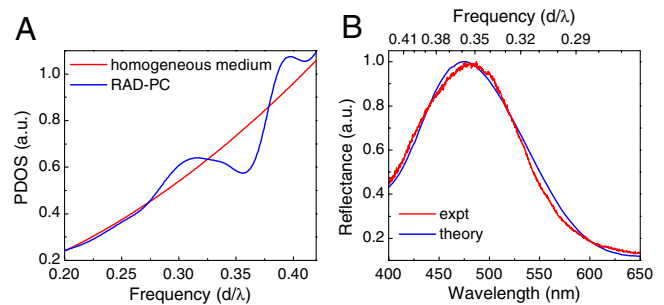 A
homogeneous medium
RAD-PC
PDOS (a.u.)
1.0
0.8
0.6
0.4
0.2
0.20 0.25 0.30 0.35 0.40
Frequency (d/λ)
B
Frequency (d/λ)
0.41 0.38 0.35 0.32 0.29
Reflectance (a.u.)
1.0
0.8
0.6
0.4
0.2
expt
theory
400 450 500 550 600 650
Wavelength (nm)